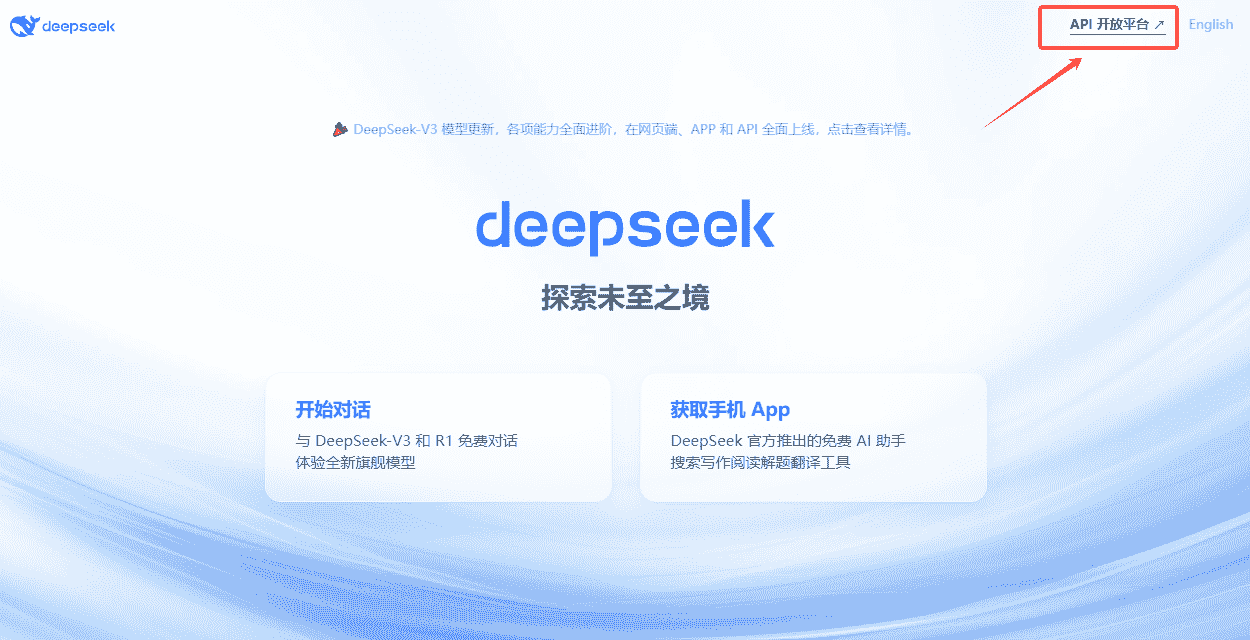 deepseek
API 开放平台 ↗
English
🎉 DeepSeek-V3 模型更新，各项能力全面进阶，在网页端、APP 和 API 全面上线，点击查看详情。
deepseek
探索未至之境
开始对话
与 DeepSeek-V3 和 R1 免费对话
体验全新旗舰模型
获取手机 App
DeepSeek 官方推出的免费 AI 助手
搜索写作阅读解题翻译工具